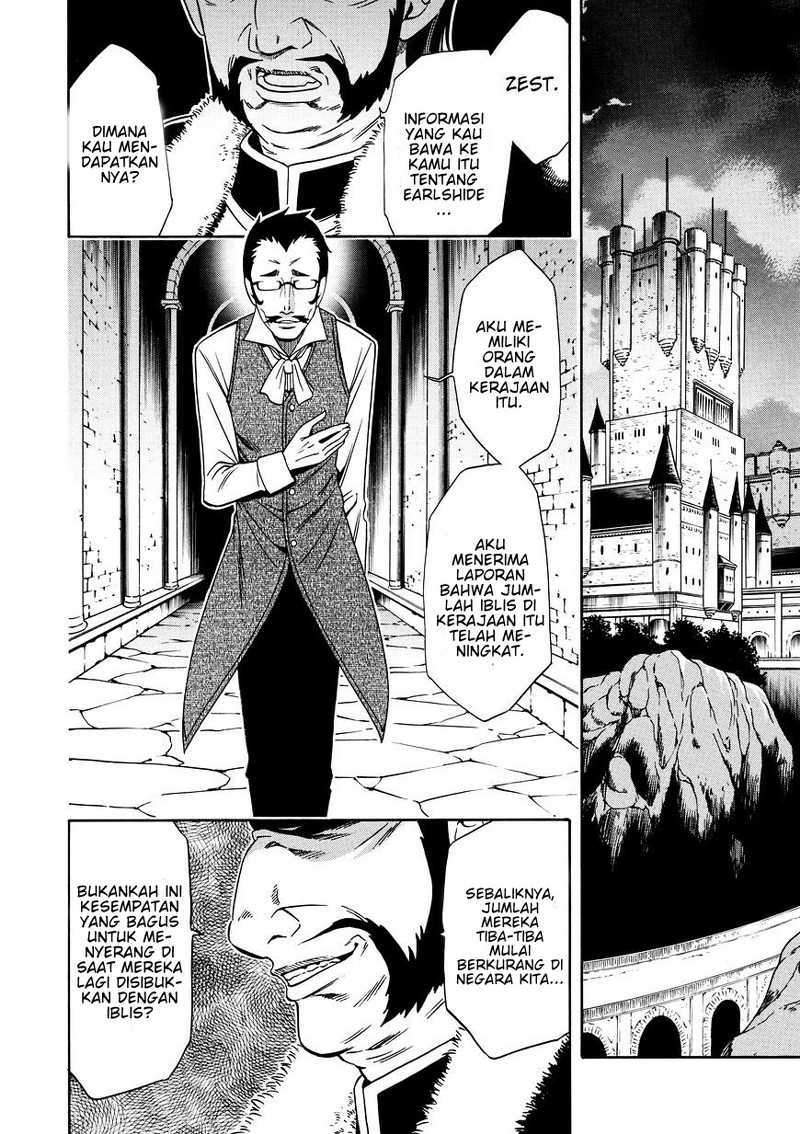 ZEST.
INFORMASI
YANG KAU
BAWA KE
KAMU ITU
TENTANG
EARLSHIDE
...
DIMANA
KAU MEN-
DAPATKAN
NYA?
AKU ME-
MILIKI
ORANG
DALAM
KERAJAAN
ITU.
AKU
MENERIMA
LAPORAN
BAHWA JUM-
LAH IBLIS DI
KERAJAAN ITU
TELAH ME-
NINGKAT.
SEBALIKNYA,
JUMLAH
MEREKA
TIBA-TIBA
MULAI
BERKURANG DI
NEGARA KITA...
BUKANKAH INI
KESEMPATAN
YANG BAGUS
UNTUK ME-
NYERANG DI
SAAT MEREKA
LAGI DISIBUK-
KAN DENGAN
IBLIS?